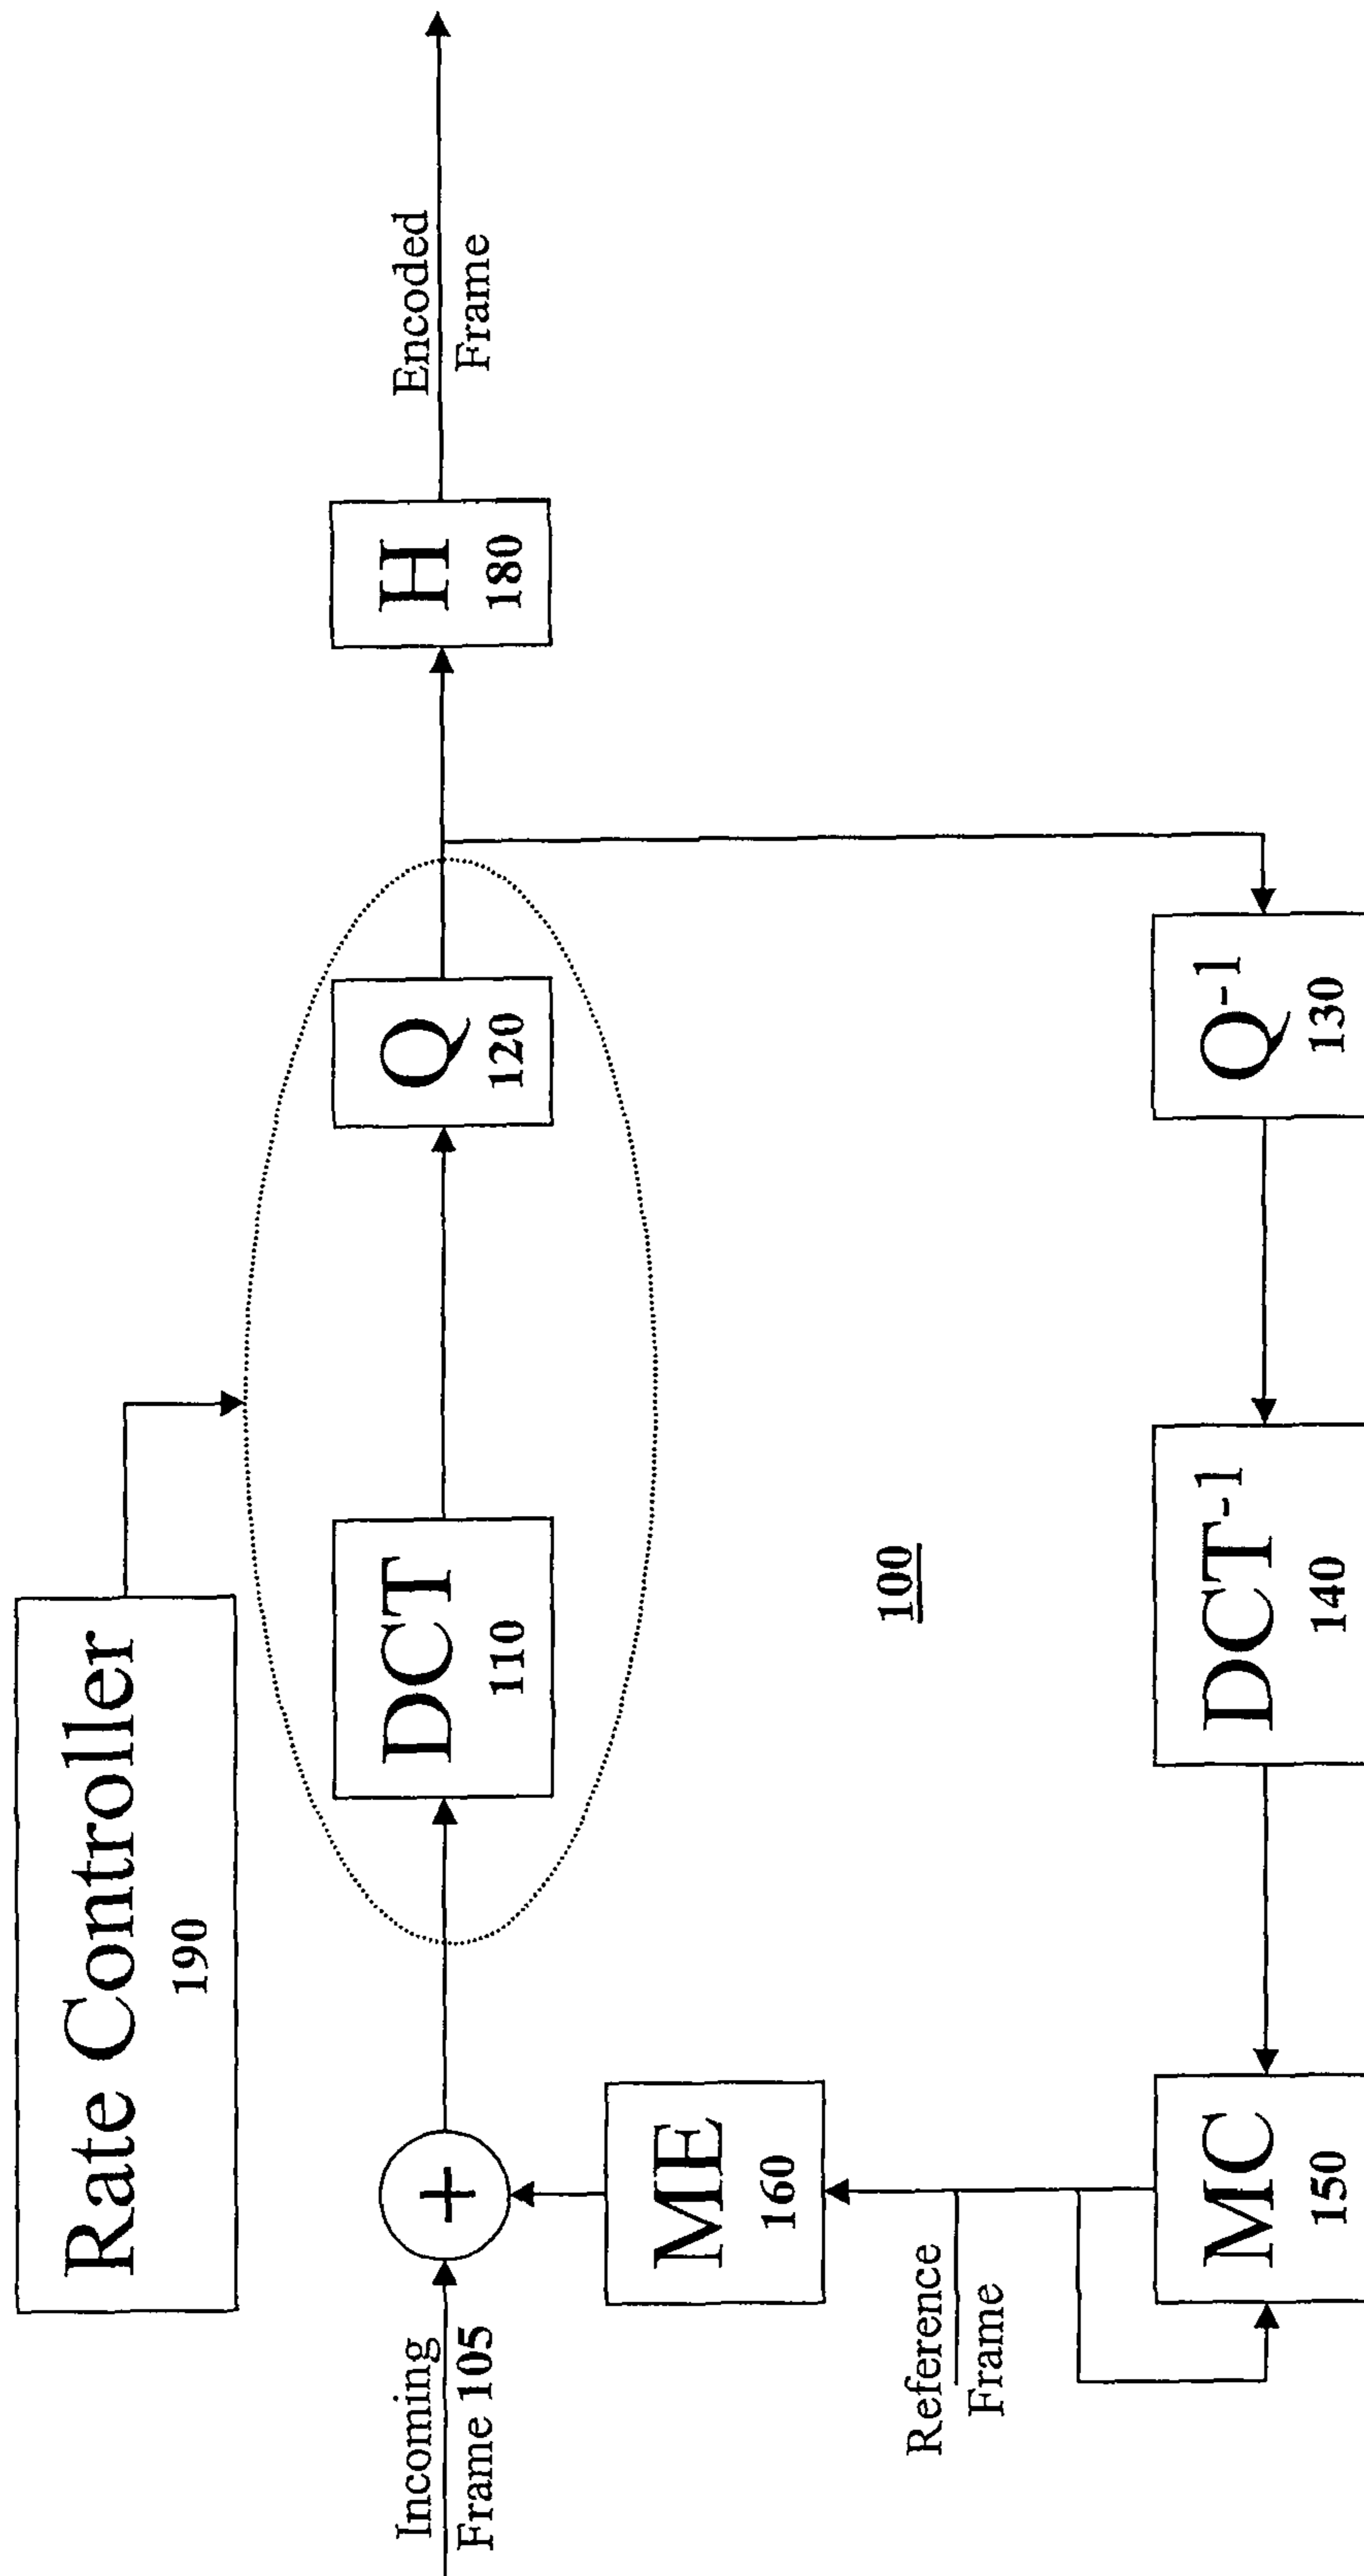 Rate Controller
190
Incoming
Frame 105
+
DCT
110
Q
120
H
180
Encoded
Frame
ME
160
100
Reference
Frame
MC
150
DCT-1
140
Q-1
130